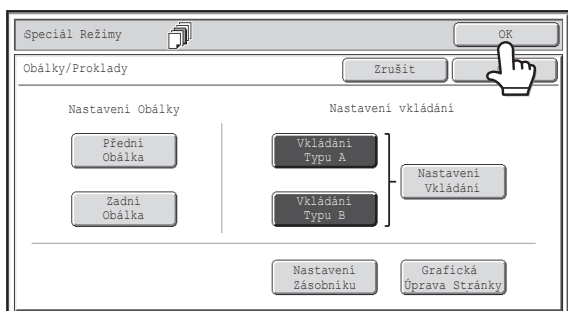 Speciál Režimy
OK
Obálky/Proklady
Zrušit
Nastavení Obálky
Nastavení vkládání
Přední
Obálka
Vkládání
Typu A
Nastavení
Vkládání
Zadní
Obálka
Vkládání
Typu B
Nastavení
Zásobníku
Grafická
Úprava Stránky